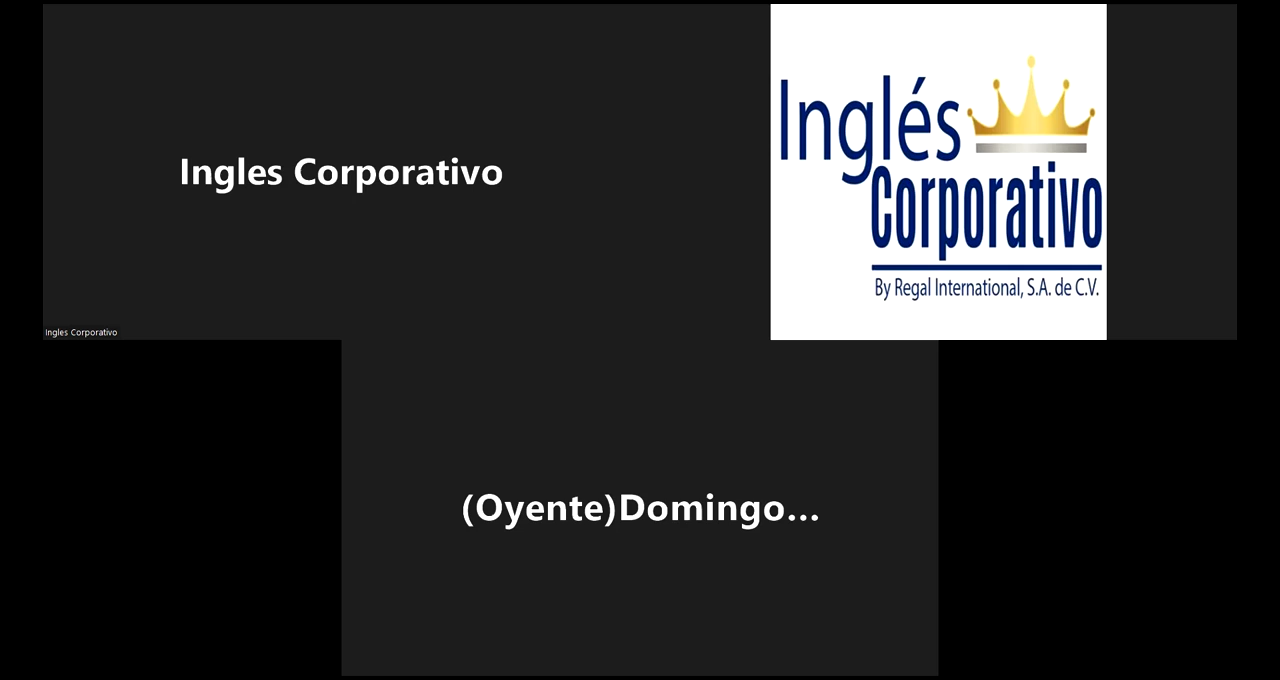 Ingles Corporativo
Inglés
Corporativo
By Regal International, S.A. de C.V.
Ingles Corporativo
(Oyente)Domingo...